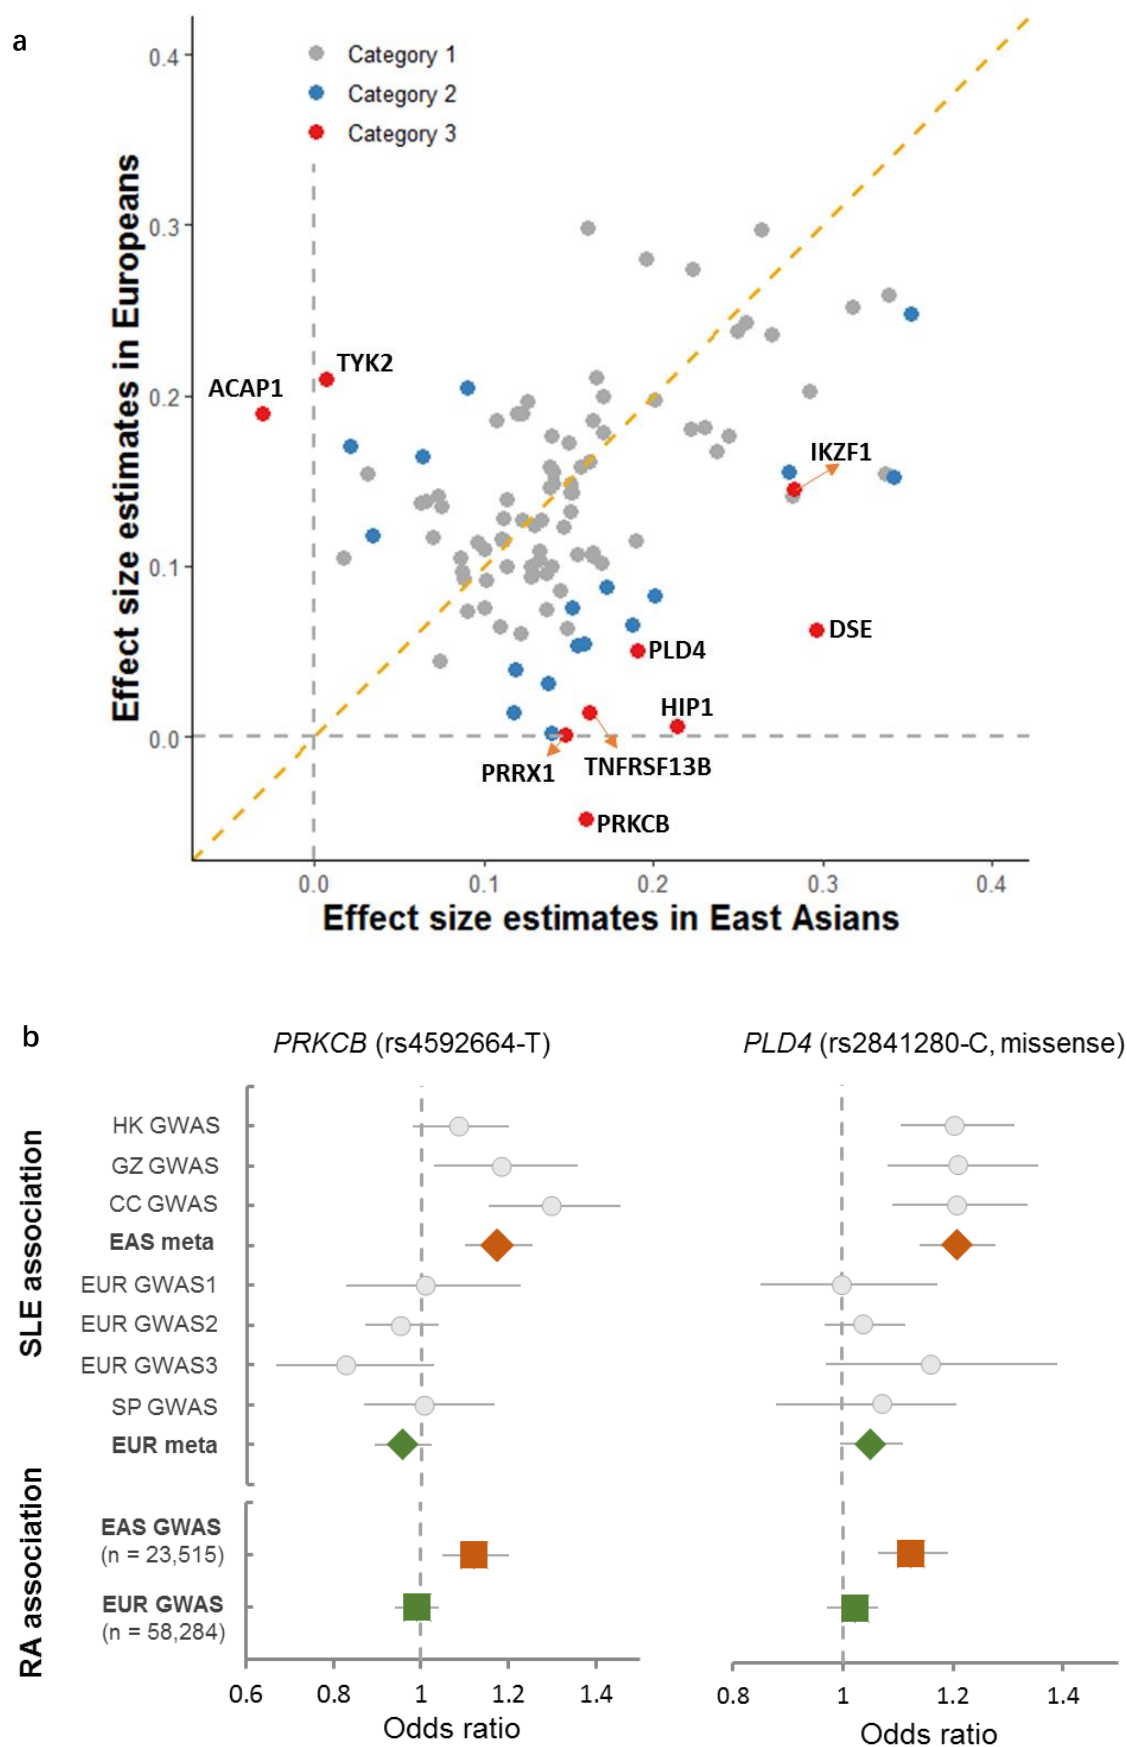 a
Category 1
Category 2
Category 3
Effect size estimates in Europeans
0.4
0.3
0.2
0.1
0.0
ACAP1
TYK2
IKZF1
DSE
PLD4
HIP1
PRRX1
TNFRSF13B
PRKCB
0.0
0.1
0.2
0.3
0.4
Effect size estimates in East Asians
b
PRKCB (rs4592664-T)
PLD4 (rs2841280-C, missense)
SLE association
HK GWAS
GZ GWAS
CC GWAS
EAS meta
EUR GWAS1
EUR GWAS2
EUR GWAS3
SP GWAS
EUR meta
RA association
EAS GWAS
(n = 23,515)
EUR GWAS
(n = 58,284)
0.6
0.8
1
1.2
1.4
Odds ratio
0.8
1
1.2
1.4
Odds ratio